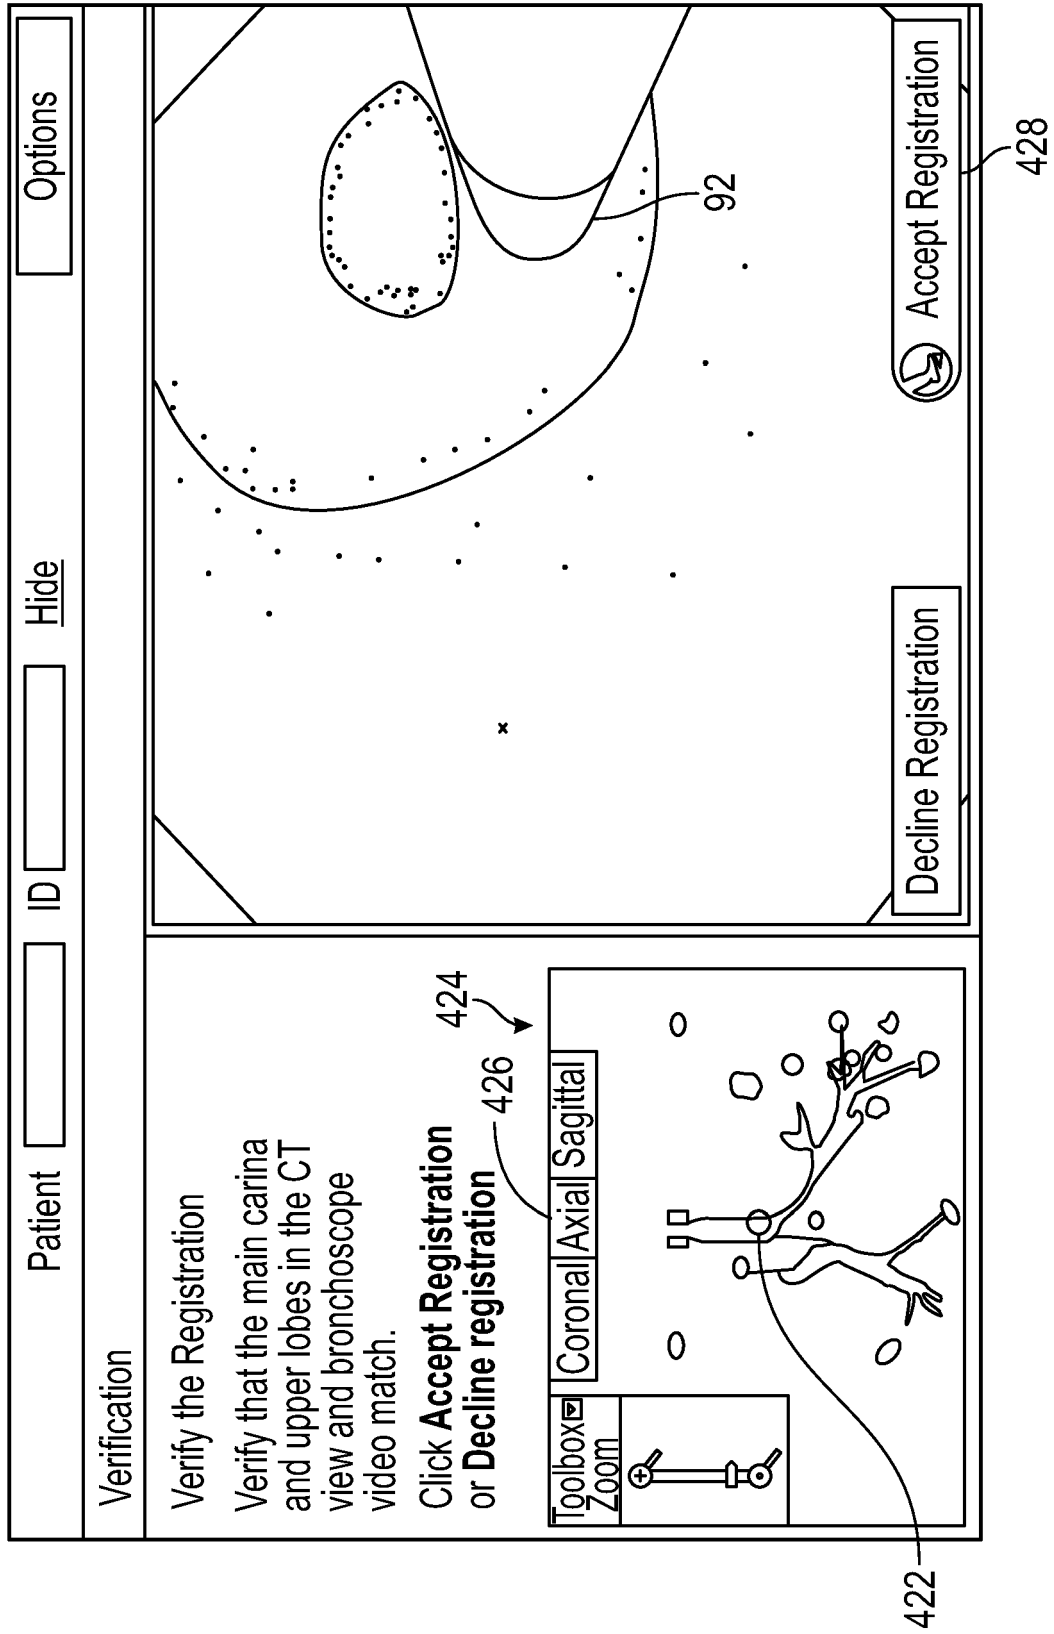 Patient ID Hide Options
Verification
Verify the Registration
Verify that the main carina
and upper lobes in the CT
view and bronchoscope
video match.
Click Accept Registration
or Decline registration
424
426
Toolbox
Zoom
Coronal Axial Sagittal
422
92
Decline Registration
Accept Registration
428